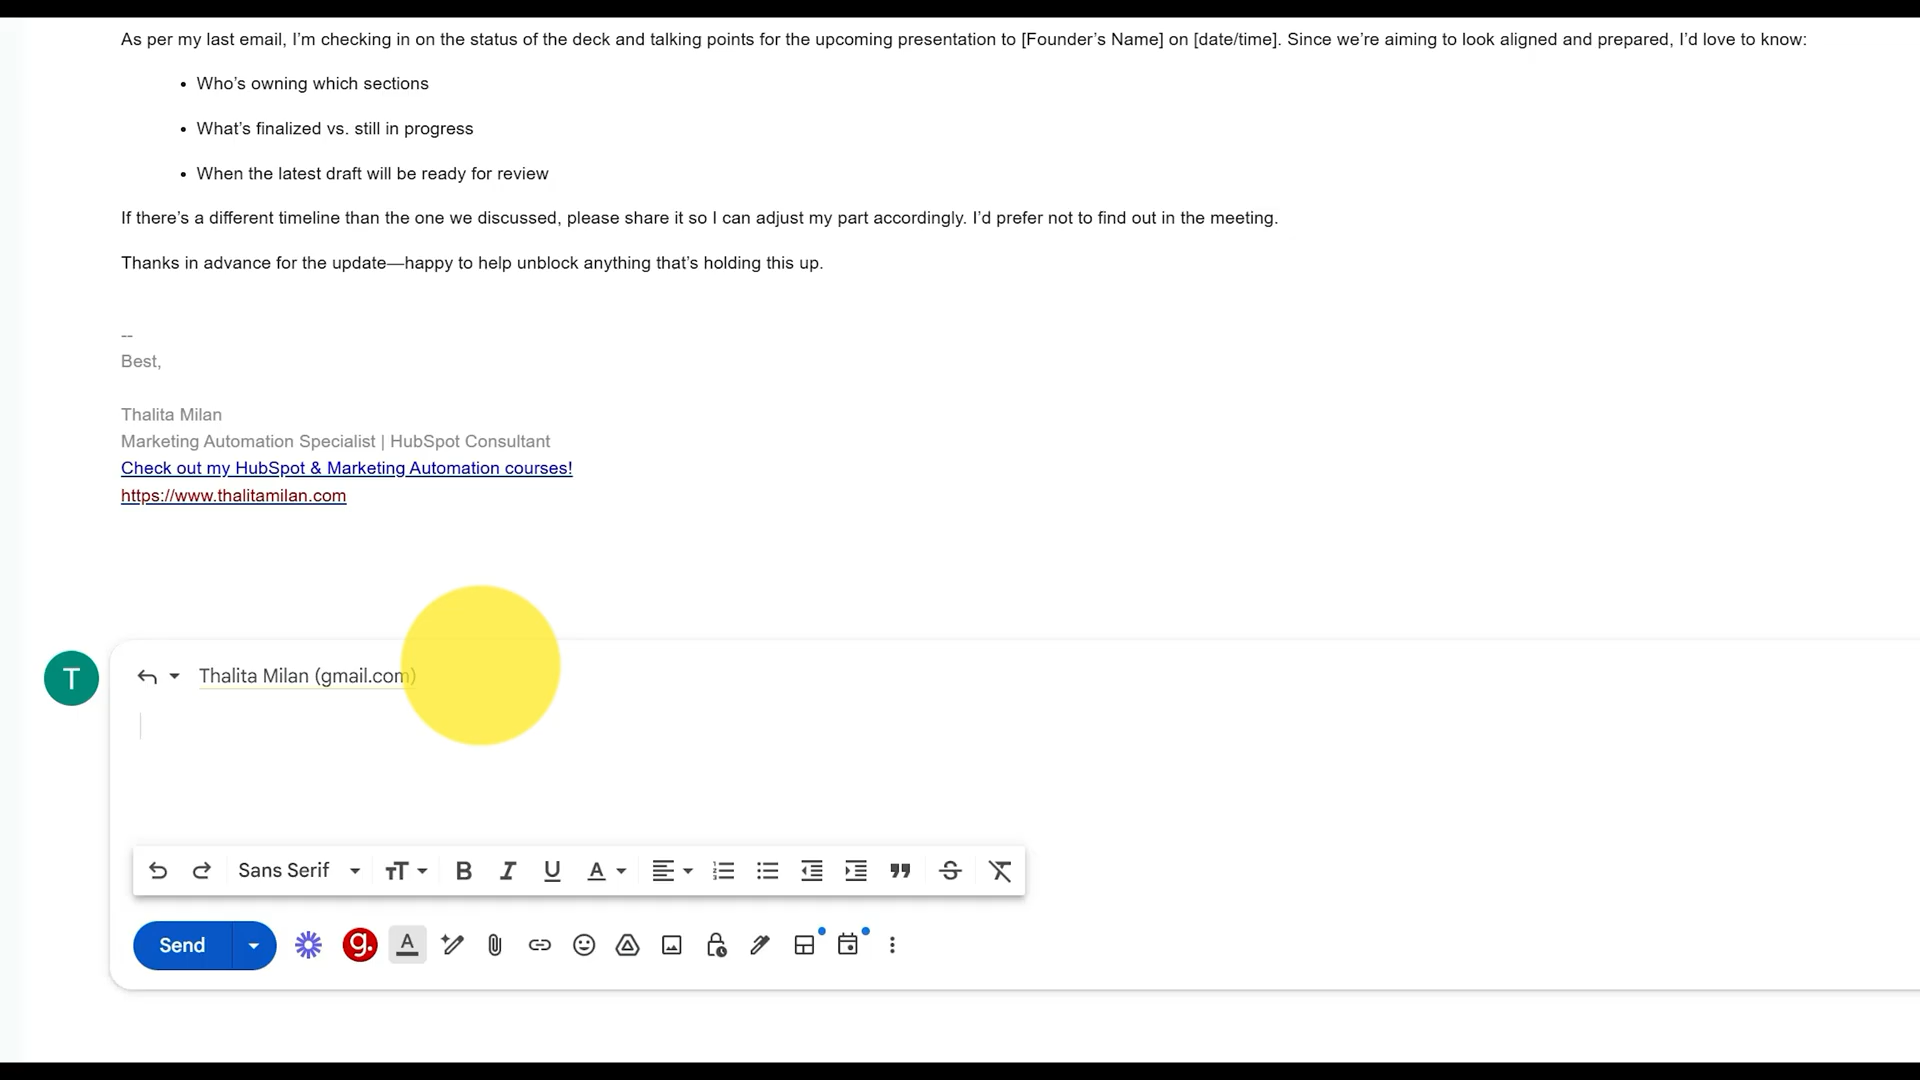 As per my last email, I’m checking in on the status of the deck and talking points for the upcoming presentation to [Founder’s Name] on [date/time]. Since we’re aiming to look aligned and prepared, I’d love to know:
• Who’s owning which sections
• What’s finalized vs. still in progress
• When the latest draft will be ready for review
If there’s a different timeline than the one we discussed, please share it so I can adjust my part accordingly. I’d prefer not to find out in the meeting.
Thanks in advance for the update—happy to help unblock anything that’s holding this up.
--
Best,
Thalita Milan
Marketing Automation Specialist | HubSpot Consultant
Check out my HubSpot & Marketing Automation courses!
https://www.thalitamilan.com
T
Thalita Milan (gmail.com)
Sans Serif
Send
g.